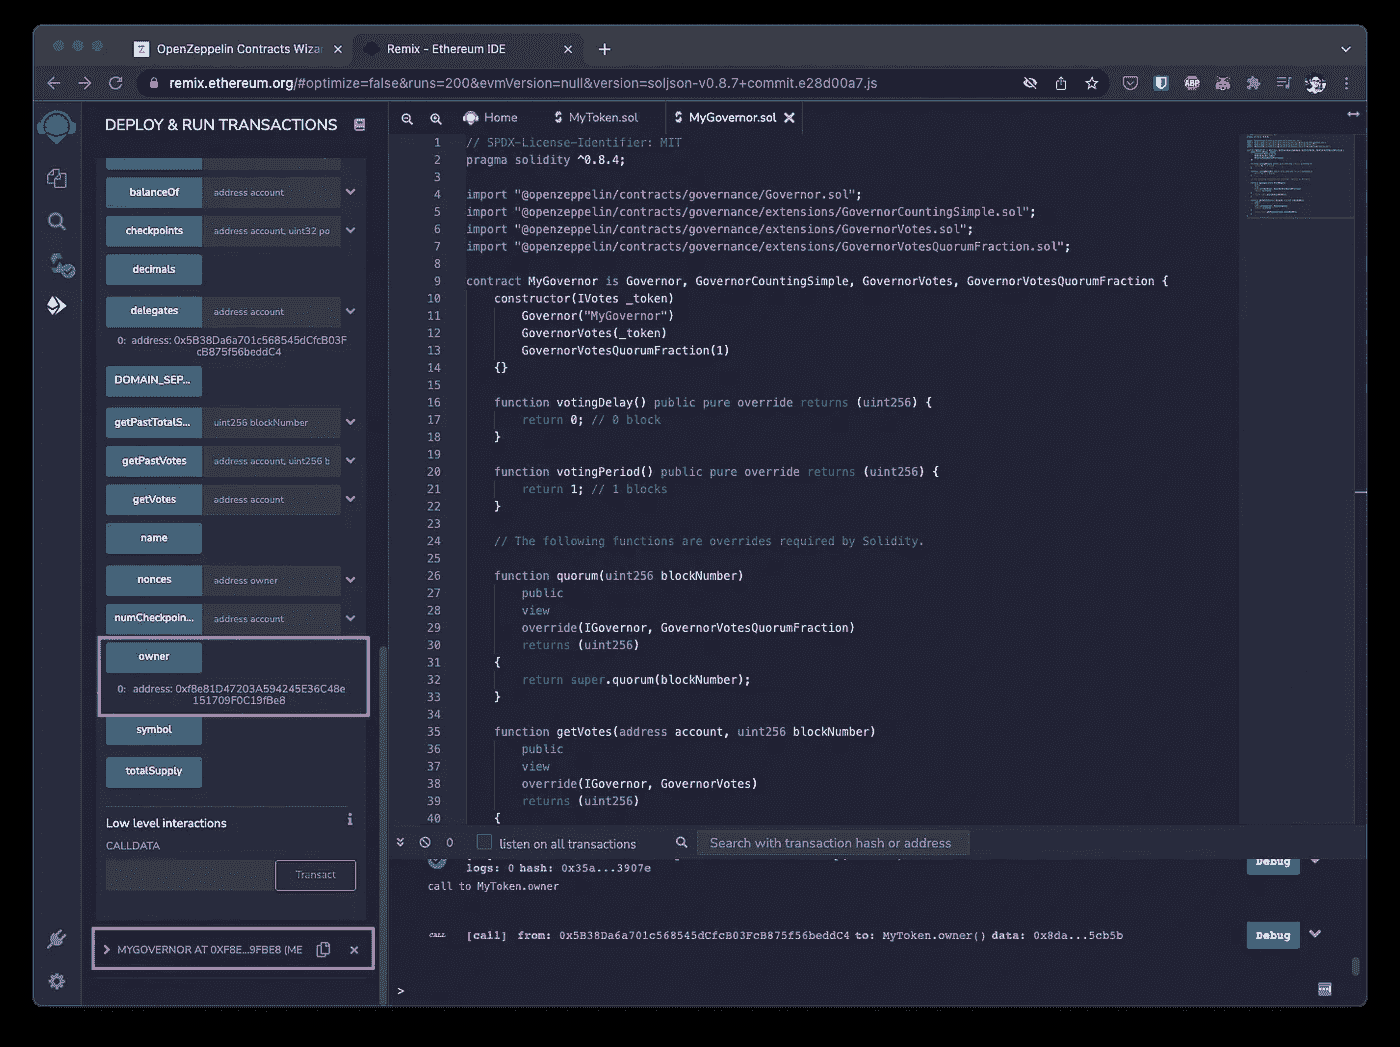 OpenZeppelin Contracts Wiza
Remix - Ethereum IDE
remix.ethereum.org/#optimize=false&runs=200&evmVersion=null&version=soljson-v0.8.7+commit.e28d00a7.js
ABP
DEPLOY & RUN TRANSACTIONS
balanceOf address account
checkpoints address account, uint32 po
decimals
delegates address account
0: address: 0x5B38Da6a701c568545dCfcB03F
cB875f56beddC4
DOMAIN_SEP...
getPastTotalS... uint256 blockNumber
getPastVotes address account, uint256 b
getVotes address account
name
nonces address owner
numCheckpoin... address account
owner
0: address: 0xf8e81D47203A594245E36C48e
151709F0C19fBe8
symbol
totalSupply
Low level interactions
i
CALLDATA
Transact
MYGOVERNOR AT 0XF8E...9FBE8 (ME
Home
MyToken.sol
MyGovernor.sol
1 // SPDX-License-Identifier: MIT
2 pragma solidity ^0.8.4;
3
4 import "@openzeppelin/contracts/governance/Governor.sol";
5 import "@openzeppelin/contracts/governance/extensions/GovernorCountingSimple.sol";
6 import "@openzeppelin/contracts/governance/extensions/GovernorVotes.sol";
7 import "@openzeppelin/contracts/governance/extensions/GovernorVotesQuorumFraction.sol";
8
9 contract MyGovernor is Governor, GovernorCountingSimple, GovernorVotes, GovernorVotesQuorumFraction {
10 constructor(IVotes _token)
11 Governor("MyGovernor")
12 GovernorVotes(_token)
13 GovernorVotesQuorumFraction(1)
14 {}
15
16 function votingDelay() public pure override returns (uint256) {
17 return 0; // 0 block
18 }
19
20 function votingPeriod() public pure override returns (uint256) {
21 return 1; // 1 blocks
22 }
23
24 // The following functions are overrides required by Solidity.
25
26 function quorum(uint256 blockNumber)
27 public
28 view
29 override(IGovernor, GovernorVotesQuorumFraction)
30 returns (uint256)
31 {
32 return super.quorum(blockNumber);
33 }
34
35 function getVotes(address account, uint256 blockNumber)
36 public
37 view
38 override(IGovernor, GovernorVotes)
39 returns (uint256)
40 {
0 listen on all transactions Search with transaction hash or address
logs: 0 hash: 0x35a...3907e
Debug
call to MyToken.owner
CALL [call] from: 0x5B38Da6a701c568545dCfcB03FcB875f56beddC4 to: MyToken.owner() data: 0x8da...5cb5b
Debug
>